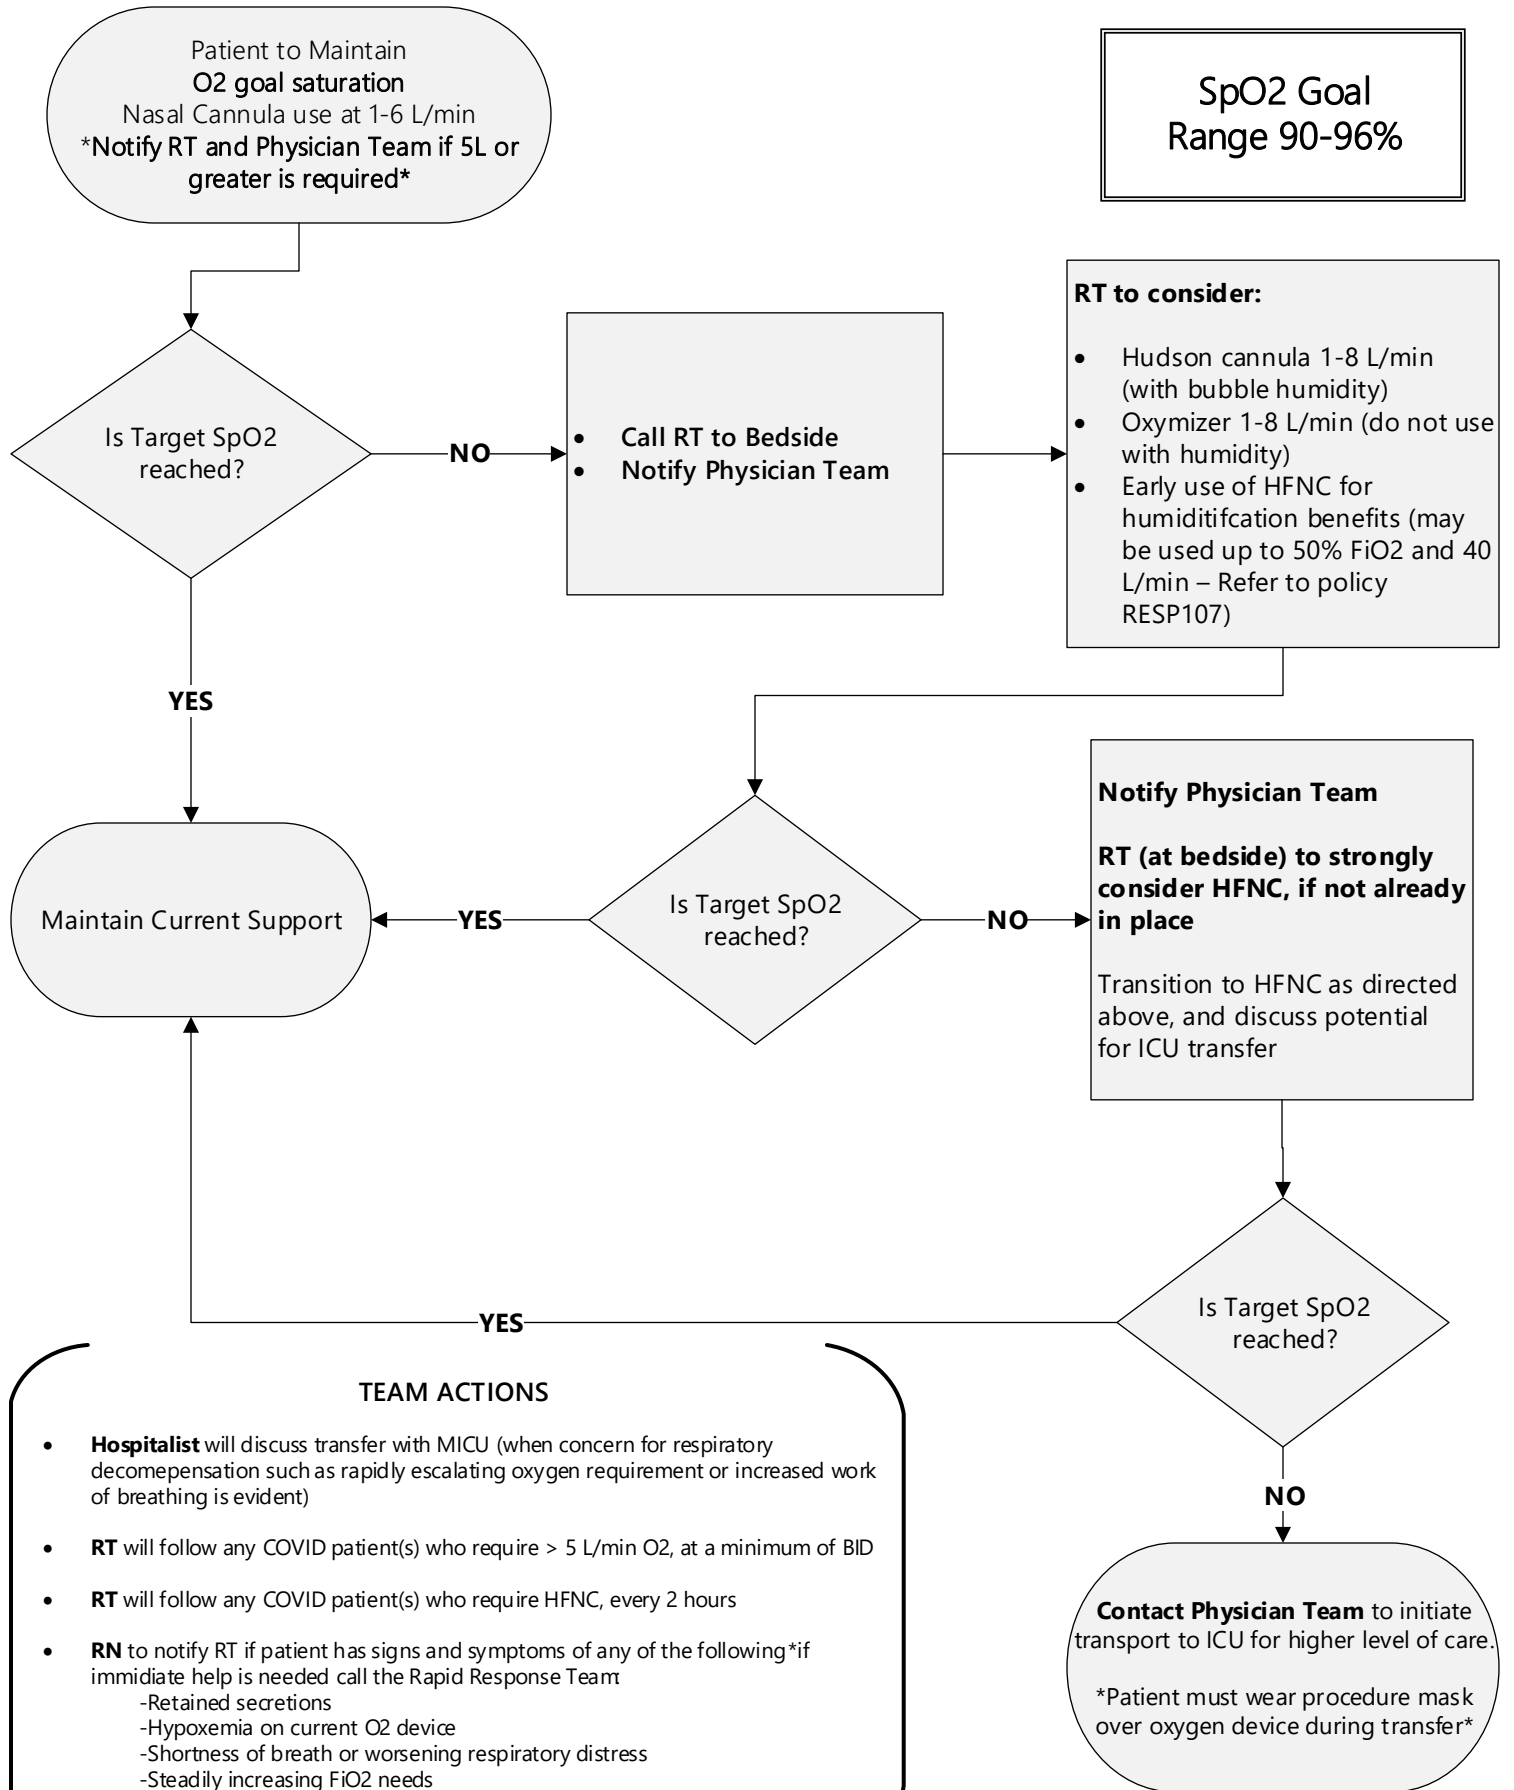 Patient to Maintain
O2 goal saturation
Nasal Cannula use at 1-6 L/min
*Notify RT and Physician Team if 5L or
greater is required*
SpO2 Goal
Range 90-96%
Is Target SpO2
reached?
NO
• Call RT to Bedside
• Notify Physician Team
RT to consider:
• Hudson cannula 1-8 L/min
(with bubble humidity)
• Oxymizer 1-8 L/min (do not use
with humidity)
• Early use of HFNC for
humiditifcation benefits (may
be used up to 50% FiO2 and 40
L/min – Refer to policy
RESP107)
YES
Maintain Current Support
YES
Is Target SpO2
reached?
NO
Notify Physician Team
RT (at bedside) to strongly
consider HFNC, if not already
in place
Transition to HFNC as directed
above, and discuss potential
for ICU transfer
Is Target SpO2
reached?
YES
NO
Contact Physician Team to initiate
transport to ICU for higher level of care.
*Patient must wear procedure mask
over oxygen device during transfer*
TEAM ACTIONS
• Hospitalist will discuss transfer with MICU (when concern for respiratory
decomepensation such as rapidly escalating oxygen requirement or increased work
of breathing is evident)
• RT will follow any COVID patient(s) who require > 5 L/min O2, at a minimum of BID
• RT will follow any COVID patient(s) who require HFNC, every 2 hours
• RN to notify RT if patient has signs and symptoms of any of the following *if
immidiate help is needed call the Rapid Response Team:
-Retained secretions
-Hypoxemia on current O2 device
-Shortness of breath or worsening respiratory distress
-Steadily increasing FiO2 needs